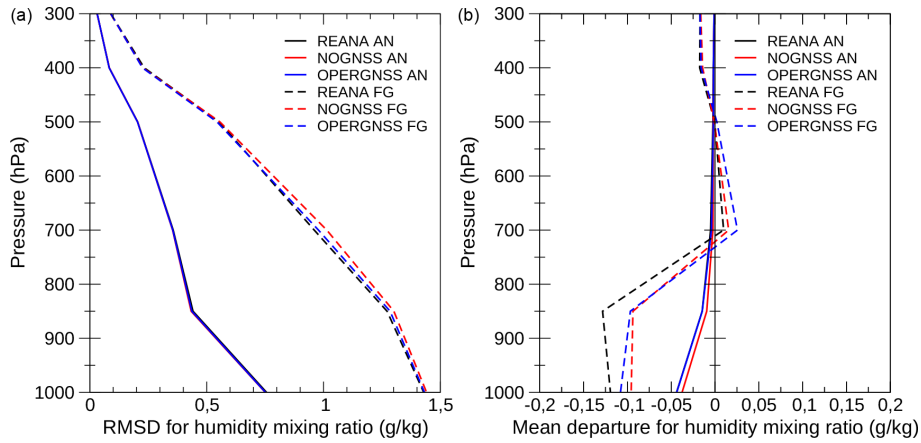 (a)
300
400
500
600
700
800
900
1000
Pressure (hPa)
0
0,5
1
1,5
RMSD for humidity mixing ratio (g/kg)
REANA AN
NOGNSS AN
OPERGNSS AN
REANA FG
NOGNSS FG
OPERGNSS FG
(b)
300
400
500
600
700
800
900
1000
Pressure (hPa)
-0,2
-0,15
-0,1
-0,05
0
0,05
0,1
0,15
0,2
Mean departure for humidity mixing ratio (g/kg)
REANA AN
NOGNSS AN
OPERGNSS AN
REANA FG
NOGNSS FG
OPERGNSS FG